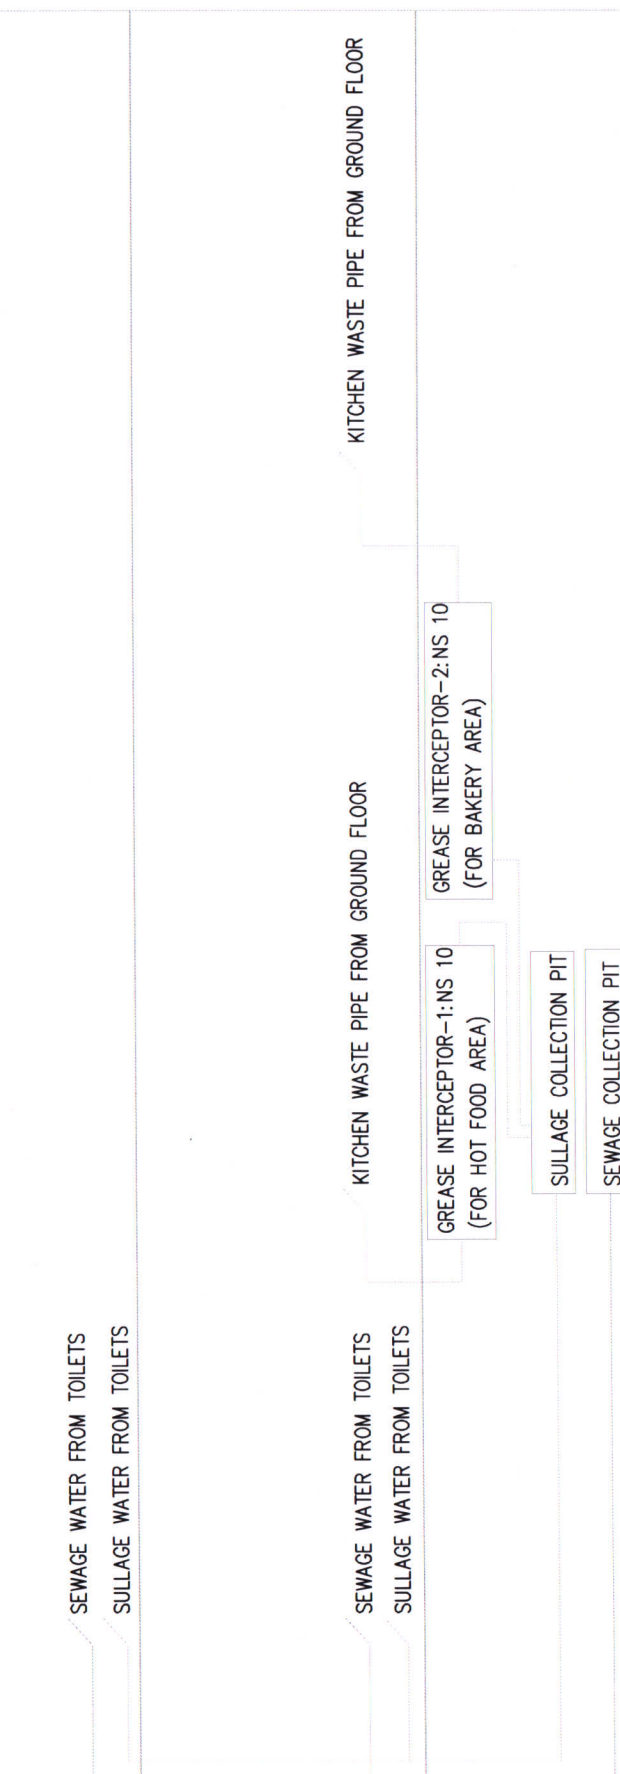 SEWAGE WATER FROM TOILETS
SULLAGE WATER FROM TOILETS
KITCHEN WASTE PIPE FROM GROUND FLOOR
KITCHEN WASTE PIPE FROM GROUND FLOOR
SEWAGE WATER FROM TOILETS
SULLAGE WATER FROM TOILETS
GREASE INTERCEPTOR-1:NS 10
(FOR HOT FOOD AREA)
GREASE INTERCEPTOR-2:NS 10
(FOR BAKERY AREA)
SULLAGE COLLECTION PIT
SEWAGE COLLECTION PIT